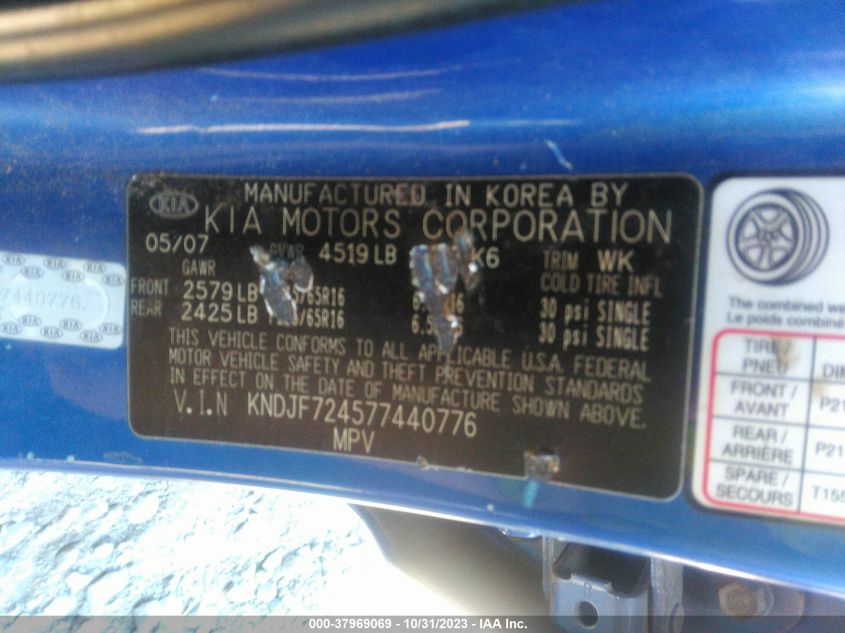 KIA
MANUFACTURED IN KOREA BY
KIA MOTORS CORPORATION
05/07 GVWR 4519 LB K6 TRIM WK
GAWR COLD TIRE INFL
FRONT 2579 LB /65R16 30 psi SINGLE
REAR 2425 LB /65R16 30 psi SINGLE
THIS VEHICLE CONFORMS TO ALL APPLICABLE U.S.A. FEDERAL
MOTOR VEHICLE SAFETY AND THEFT PREVENTION STANDARDS
IN EFFECT ON THE DATE OF MANUFACTURE SHOWN ABOVE.
V.I.N KNDJF724577440776
MPV
7440776
The combined
Le poids combiné
TIRE
PNEU
FRONT / P21
AVANT
REAR / P21
ARRIÈRE
SPARE / T155
SECOURS
000-37969069 - 10/31/2023 - IAA Inc.